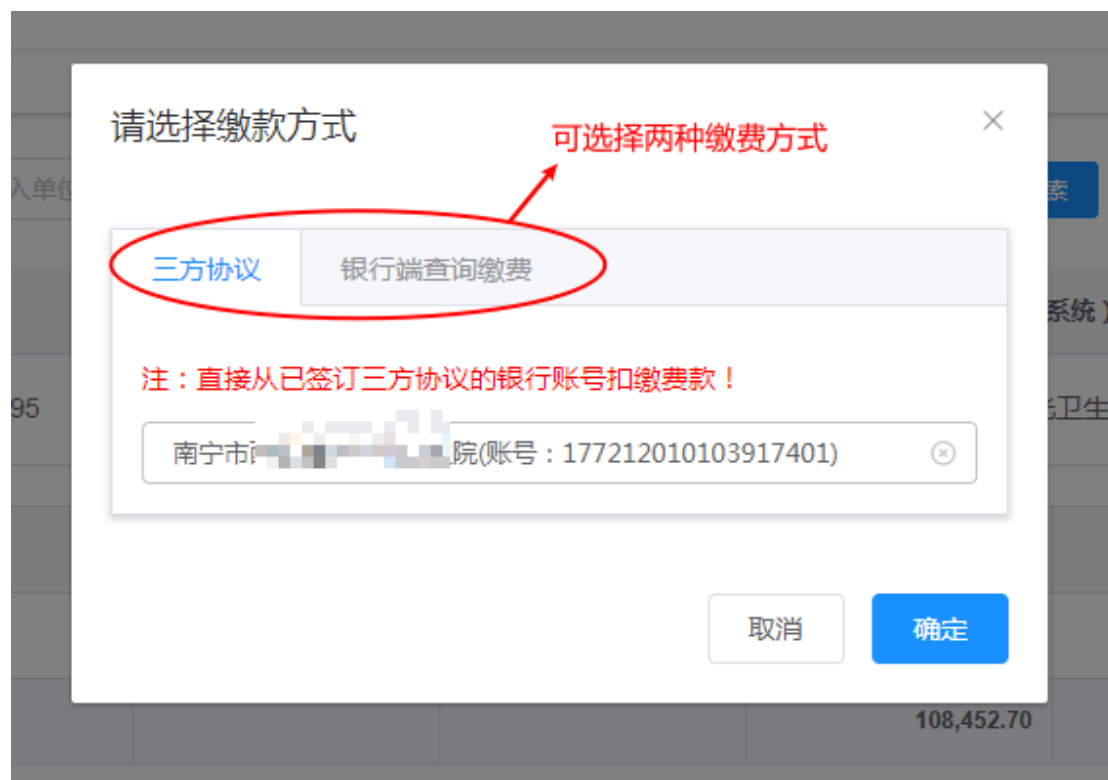 请选择缴款方式
可选择两种缴费方式
入单位
索
三方协议
银行端查询缴费
系统)
注：直接从已签订三方协议的银行账号扣缴费款！
95
卫生
南宁市 院(账号：177212010103917401)
取消
确定
108,452.70